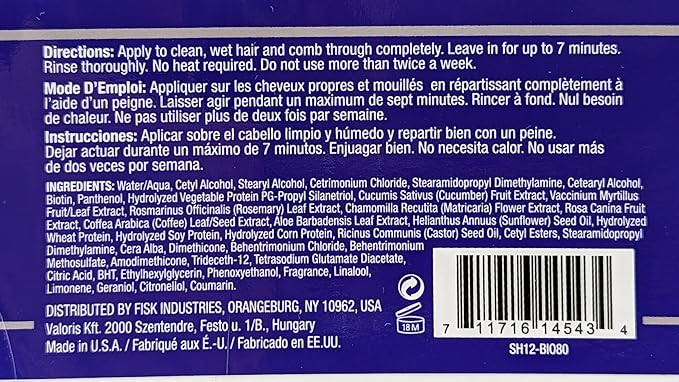 Directions: Apply to clean, wet hair and comb through completely. Leave in for up to 7 minutes.
Rinse thoroughly. No heat required. Do not use more than twice a week.
Mode D'Emploi: Appliquer sur les cheveux propres et mouillés en répartissant complètement à
l'aide d'un peigne. Laisser agir pendant un maximum de sept minutes. Rincer à fond. Nul besoin
de chaleur. Ne pas utiliser plus de deux fois par semaine.
Instrucciones: Aplicar sobre el cabello limpio y húmedo y repartir bien con un peine.
Dejar actuar durante un máximo de 7 minutos. Enjuagar bien. No necesita calor. No usar más
de dos veces por semana.
INGREDIENTS: Water/Aqua, Cetyl Alcohol, Stearyl Alcohol, Cetrimonium Chloride, Stearamidopropyl Dimethylamine, Cetearyl Alcohol,
Biotin, Panthenol, Hydrolyzed Vegetable Protein PG-Propyl Silanetriol, Cucumis Sativus (Cucumber) Fruit Extract, Vaccinium Myrtillus
Fruit/Leaf Extract, Rosmarinus Officinalis (Rosemary) Leaf Extract, Chamomilla Recutita (Matricaria) Flower Extract, Rosa Canina Fruit
Extract, Coffea Arabica (Coffee) Leaf/Seed Extract, Aloe Barbadensis Leaf Extract, Helianthus Annuus (Sunflower) Seed Oil, Hydrolyzed
Wheat Protein, Hydrolyzed Soy Protein, Hydrolyzed Corn Protein, Ricinus Communis (Castor) Seed Oil, Cetyl Esters, Stearamidopropyl
Dimethylamine, Cera Alba, Dimethicone, Behentrimonium Chloride, Behentrimonium
Methosulfate, Amodimethicone, Trideceth-12, Tetrasodium Glutamate Diacetate,
Citric Acid, BHT, Ethylhexylglycerin, Phenoxyethanol, Fragrance, Linalool,
Limonene, Geraniol, Citronellol, Coumarin.
DISTRIBUTED BY FISK INDUSTRIES, ORANGEBURG, NY 10962, USA
Valoris Kft. 2000 Szentendre, Festo u. 1/B., Hungary
Made in U.S.A. / Fabriqué aux É.-U. / Fabricado en EE.UU.
18 M
7 11716 14543 4
SH12-BIO80